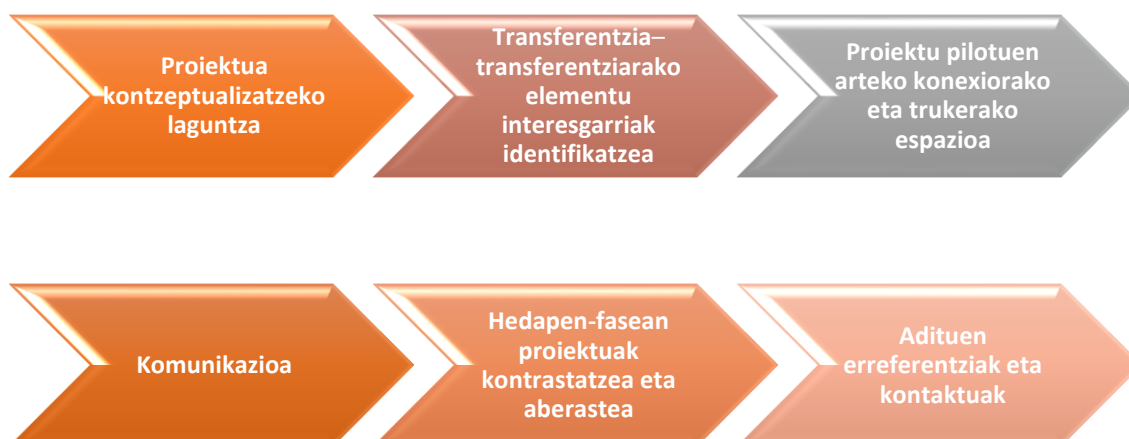 Proiektua
kontzeptualizatzeko
laguntza
Transferentzia–
transferentziarako
elementu
interesgarriak
identifikatzea
Proiektu pilotuen
arteko konexiorako
eta trukerako
espazioa
Komunikazioa
Hedapen-fasean
proiektuak
kontrastatzea eta
aberastea
Adituen
erreferentziak eta
kontaktuak